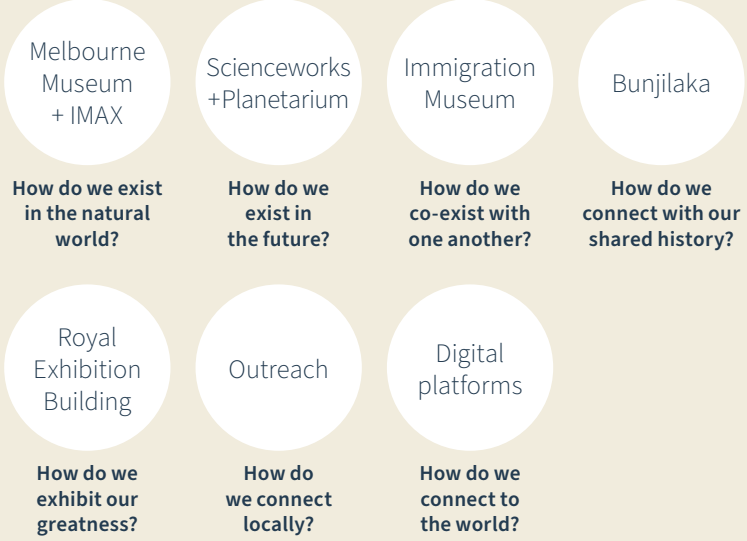 Melbourne
Museum
+ IMAX
How do we exist
in the natural
world?
Scienceworks
+Planetarium
How do we
exist in
the future?
Immigration
Museum
How do we
co-exist with
one another?
Bunjilaka
How do we
connect with our
shared history?
Royal
Exhibition
Building
How do we
exhibit our
greatness?
Outreach
How do
we connect
locally?
Digital
platforms
How do we
connect to
the world?